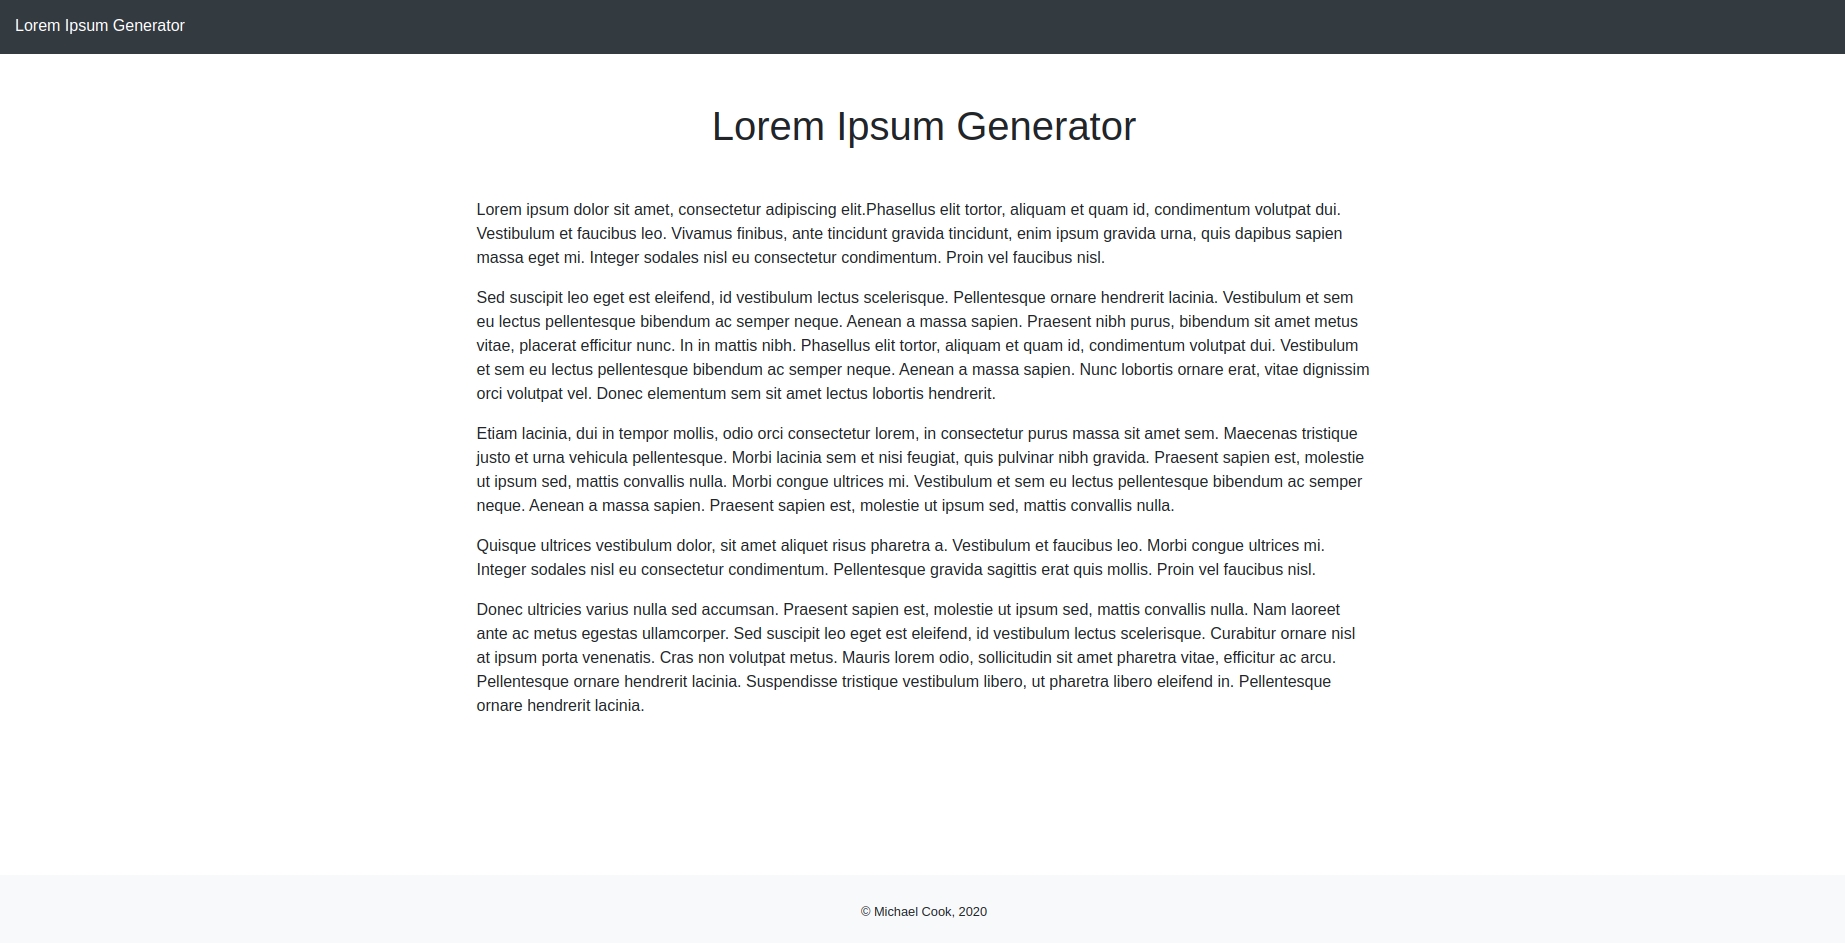 Lorem Ipsum Generator
Lorem Ipsum Generator
Lorem ipsum dolor sit amet, consectetur adipiscing elit.Phasellus elit tortor, aliquam et quam id, condimentum volutpat dui.
Vestibulum et faucibus leo. Vivamus finibus, ante tincidunt gravida tincidunt, enim ipsum gravida urna, quis dapibus sapien
massa eget mi. Integer sodales nisl eu consectetur condimentum. Proin vel faucibus nisl.
Sed suscipit leo eget est eleifend, id vestibulum lectus scelerisque. Pellentesque ornare hendrerit lacinia. Vestibulum et sem
eu lectus pellentesque bibendum ac semper neque. Aenean a massa sapien. Praesent nibh purus, bibendum sit amet metus
vitae, placerat efficitur nunc. In in mattis nibh. Phasellus elit tortor, aliquam et quam id, condimentum volutpat dui. Vestibulum
et sem eu lectus pellentesque bibendum ac semper neque. Aenean a massa sapien. Nunc lobortis ornare erat, vitae dignissim
orci volutpat vel. Donec elementum sem sit amet lectus lobortis hendrerit.
Etiam lacinia, dui in tempor mollis, odio orci consectetur lorem, in consectetur purus massa sit amet sem. Maecenas tristique
justo et urna vehicula pellentesque. Morbi lacinia sem et nisi feugiat, quis pulvinar nibh gravida. Praesent sapien est, molestie
ut ipsum sed, mattis convallis nulla. Morbi congue ultrices mi. Vestibulum et sem eu lectus pellentesque bibendum ac semper
neque. Aenean a massa sapien. Praesent sapien est, molestie ut ipsum sed, mattis convallis nulla.
Quisque ultrices vestibulum dolor, sit amet aliquet risus pharetra a. Vestibulum et faucibus leo. Morbi congue ultrices mi.
Integer sodales nisl eu consectetur condimentum. Pellentesque gravida sagittis erat quis mollis. Proin vel faucibus nisl.
Donec ultricies varius nulla sed accumsan. Praesent sapien est, molestie ut ipsum sed, mattis convallis nulla. Nam laoreet
ante ac metus egestas ullamcorper. Sed suscipit leo eget est eleifend, id vestibulum lectus scelerisque. Curabitur ornare nisl
at ipsum porta venenatis. Cras non volutpat metus. Mauris lorem odio, sollicitudin sit amet pharetra vitae, efficitur ac arcu.
Pellentesque ornare hendrerit lacinia. Suspendisse tristique vestibulum libero, ut pharetra libero eleifend in. Pellentesque
ornare hendrerit lacinia.
© Michael Cook, 2020